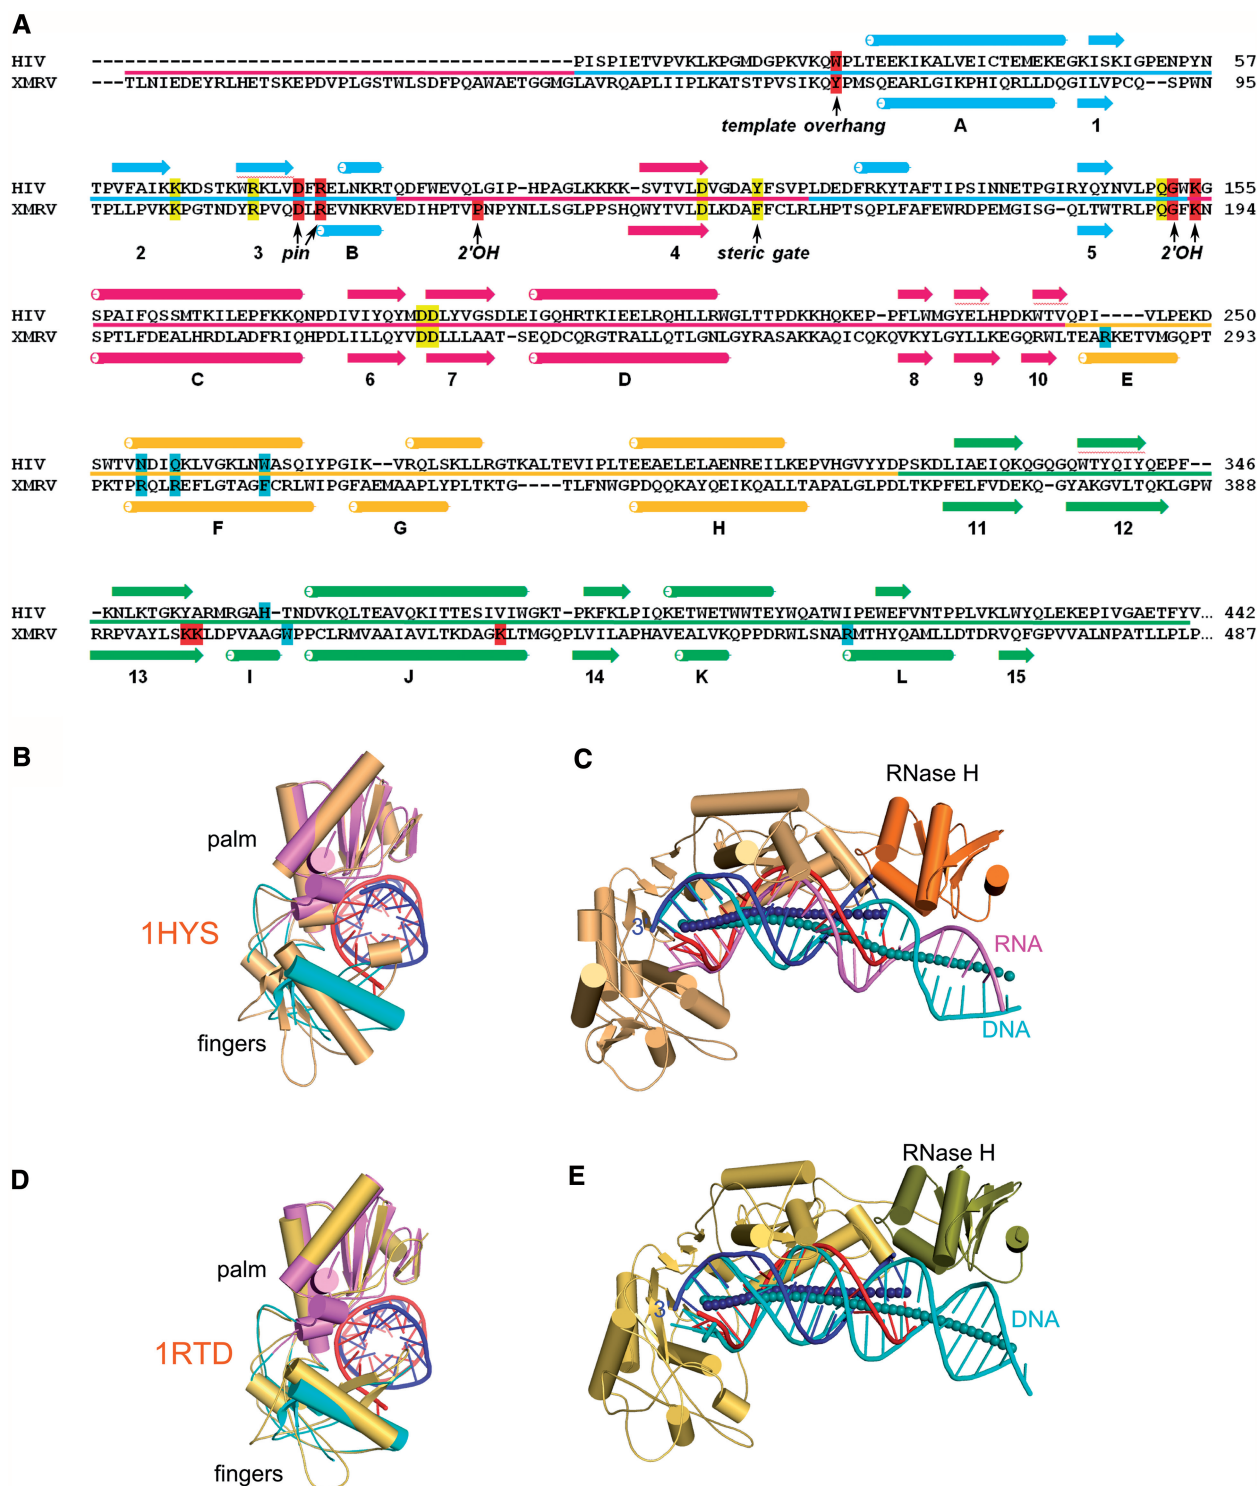 A
HIV -------------------------------------------PISPIETVPVKLKPGMDGPKVKQWPLTEEKIKALVEICTEMEKEGKISKIGPENPYN 57
XMRV ---TLNIEDEYRLHETSKEPDVPLGSTWLSDFPQAWAETGGMGLAVRQAPLIIPLKATSTPVSIKQYPMSQEARLGIKPHIQRLLDQGILVPCQ--SPWN 95
template overhang A 1
HIV TPVFAIKKKDSTKWRKLVDFRELNKRTQDFWEVQLGIP-HPAGLKKKK-SVTVLDVGDAYFSVPLDEDFRKYTAFTIPSINNETPGIRYQYNVLPQGWKG 155
XMRV TPLLPVKKPGTNDYRPVQDLREVNKRVEDIHPTVPNPYNLLSGLPPSHQWYTVLDLKDAFFCLRLHPTSQPLFAFEWRDPEMGISG-QLTWTRLPQGFKN 194
2 3 pin B 2'OH 4 steric gate 5 2'OH
HIV SPAIFQSSMTKILEPFKKQNPDIVIYQYMDDLYVGSDLEIGQHRTKIEELRQHLLRWGLTTPDKKHQKEP-PFLWMGYELHPDKWTVQPI----VLPEKD 250
XMRV SPTLFDEALHRDLADFRIQHPDLILLQYVDDLLLAAT-SEQDCQRGTRALLQTLGNLGYRASAKKAQICQKQVKYLGYLLKEGQRWLTEARKETVMGQPT 293
C 6 7 D 8 9 10 E
HIV SWTVNDIQKLVGKLNWASQIYPGIK--VRQLSKLLRGTKALTEVIPLTEEAELELAENREILKEPVHGVYYDPSKDLIAEIQKQGQGQWTYQIYQEPF-- 346
XMRV PKTPRQLREFLGTAGFCRLWIPGFAEMAAPLYPLTKTG----TLFNWGPDQQKAYQEIKQALLTAPALGLPDLTKPFELFVDEKQ-GYAKGVLTQKLGPW 388
F G H 11 12
HIV -KNLKTGKYARMRGAH-TNDVKQLTEAVQKITTESIVIWGKT-PKFKLPIQKETWETWWTEYWQATWIPEWEFVNTPPLVKLWYQLEKEPIVGAETFYV... 442
XMRV RRPVAYLSKKLDPVAAGWPPCLRMVAAIAVLTKDAGKLTMGQPLVILAPHAVEALVKQPPDRWLSNARMTHYQAMLLDTDRVQFGPVVALNPATLLPLP... 487
13 I J 14 K L 15
B
palm
1HYS
fingers
C
RNase H
3'
RNA
DNA
D
palm
1RTD
fingers
E
RNase H
3'
DNA